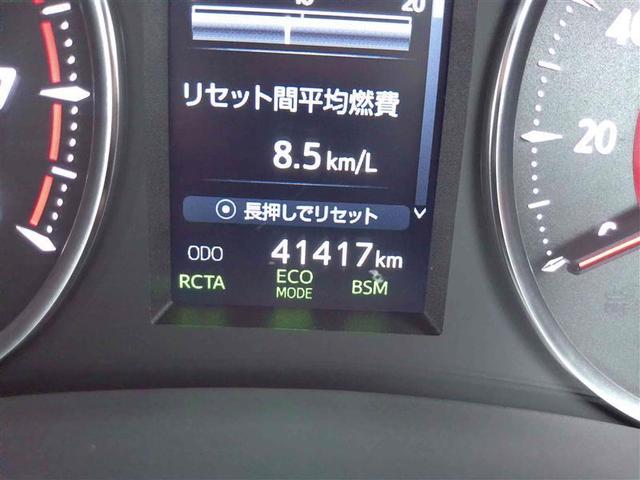 20
リセット間平均燃費
8.5 km/L
長押しでリセット
ODO 41417 km
RCTA ECO MODE BSM
20